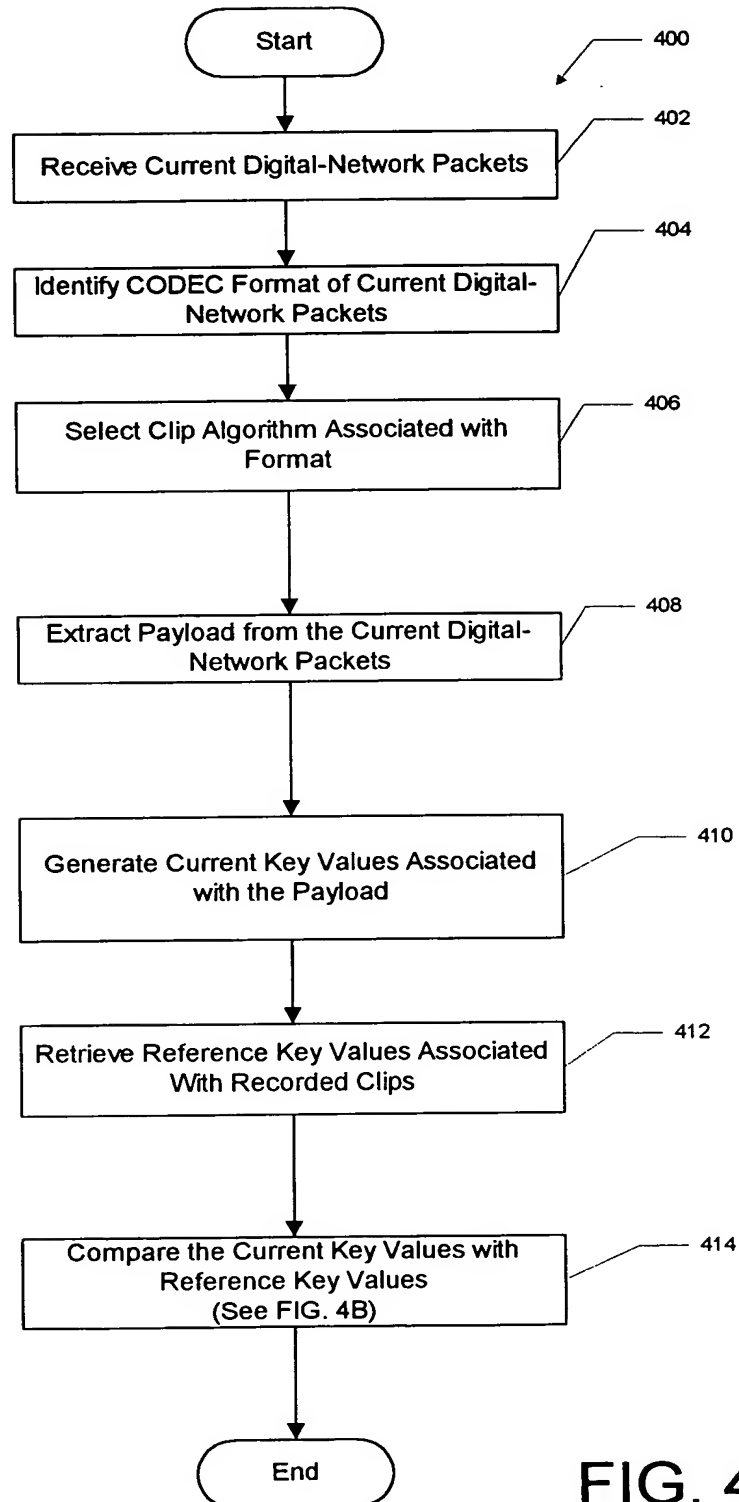 Start
400
402
Receive Current Digital-Network Packets
404
Identify CODEC Format of Current Digital-
Network Packets
406
Select Clip Algorithm Associated with
Format
408
Extract Payload from the Current Digital-
Network Packets
410
Generate Current Key Values Associated
with the Payload
412
Retrieve Reference Key Values Associated
With Recorded Clips
414
Compare the Current Key Values with
Reference Key Values
(See FIG. 4B)
End
FIG. 4